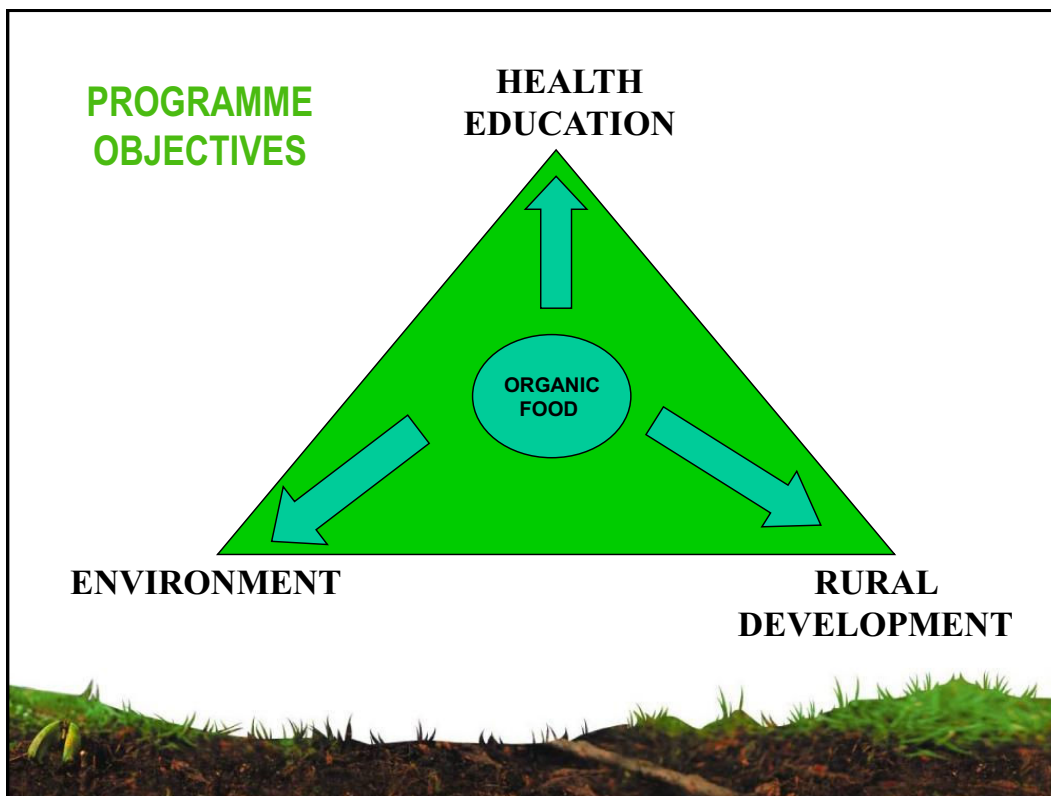 PROGRAMME
OBJECTIVES
HEALTH
EDUCATION
ORGANIC
FOOD
ENVIRONMENT
RURAL
DEVELOPMENT